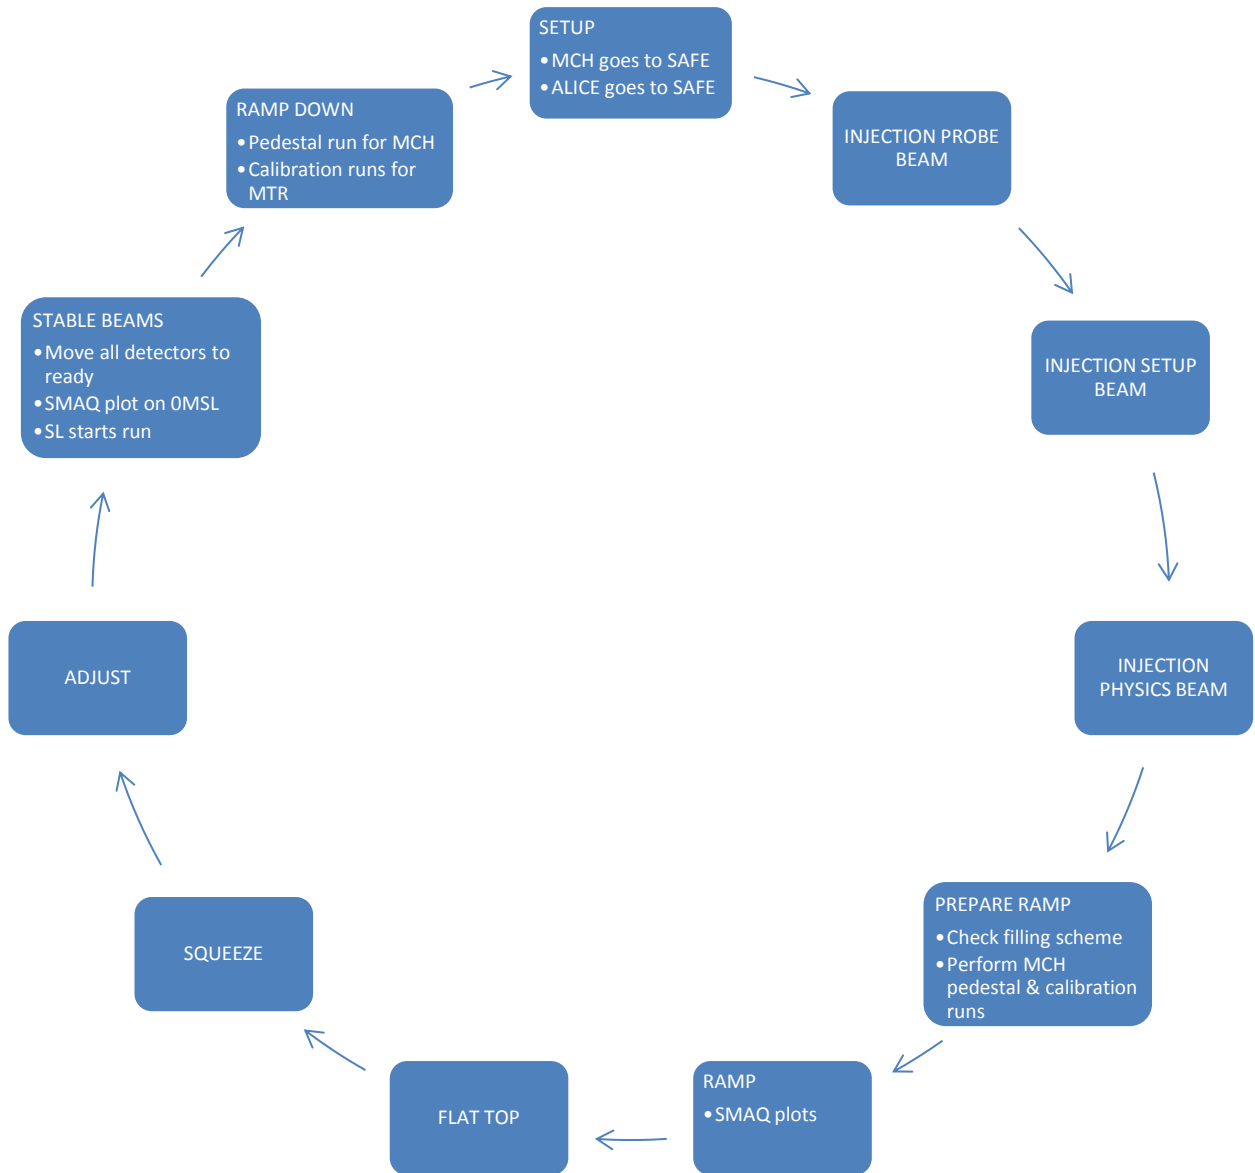 SETUP
•MCH goes to SAFE
•ALICE goes to SAFE
INJECTION PROBE
BEAM
INJECTION SETUP
BEAM
INJECTION
PHYSICS BEAM
PREPARE RAMP
•Check filling scheme
•Perform MCH
pedestal & calibration
runs
RAMP
•SMAQ plots
FLAT TOP
SQUEEZE
ADJUST
STABLE BEAMS
•Move all detectors to
ready
•SMAQ plot on 0MSL
•SL starts run
RAMP DOWN
•Pedestal run for MCH
•Calibration runs for
MTR